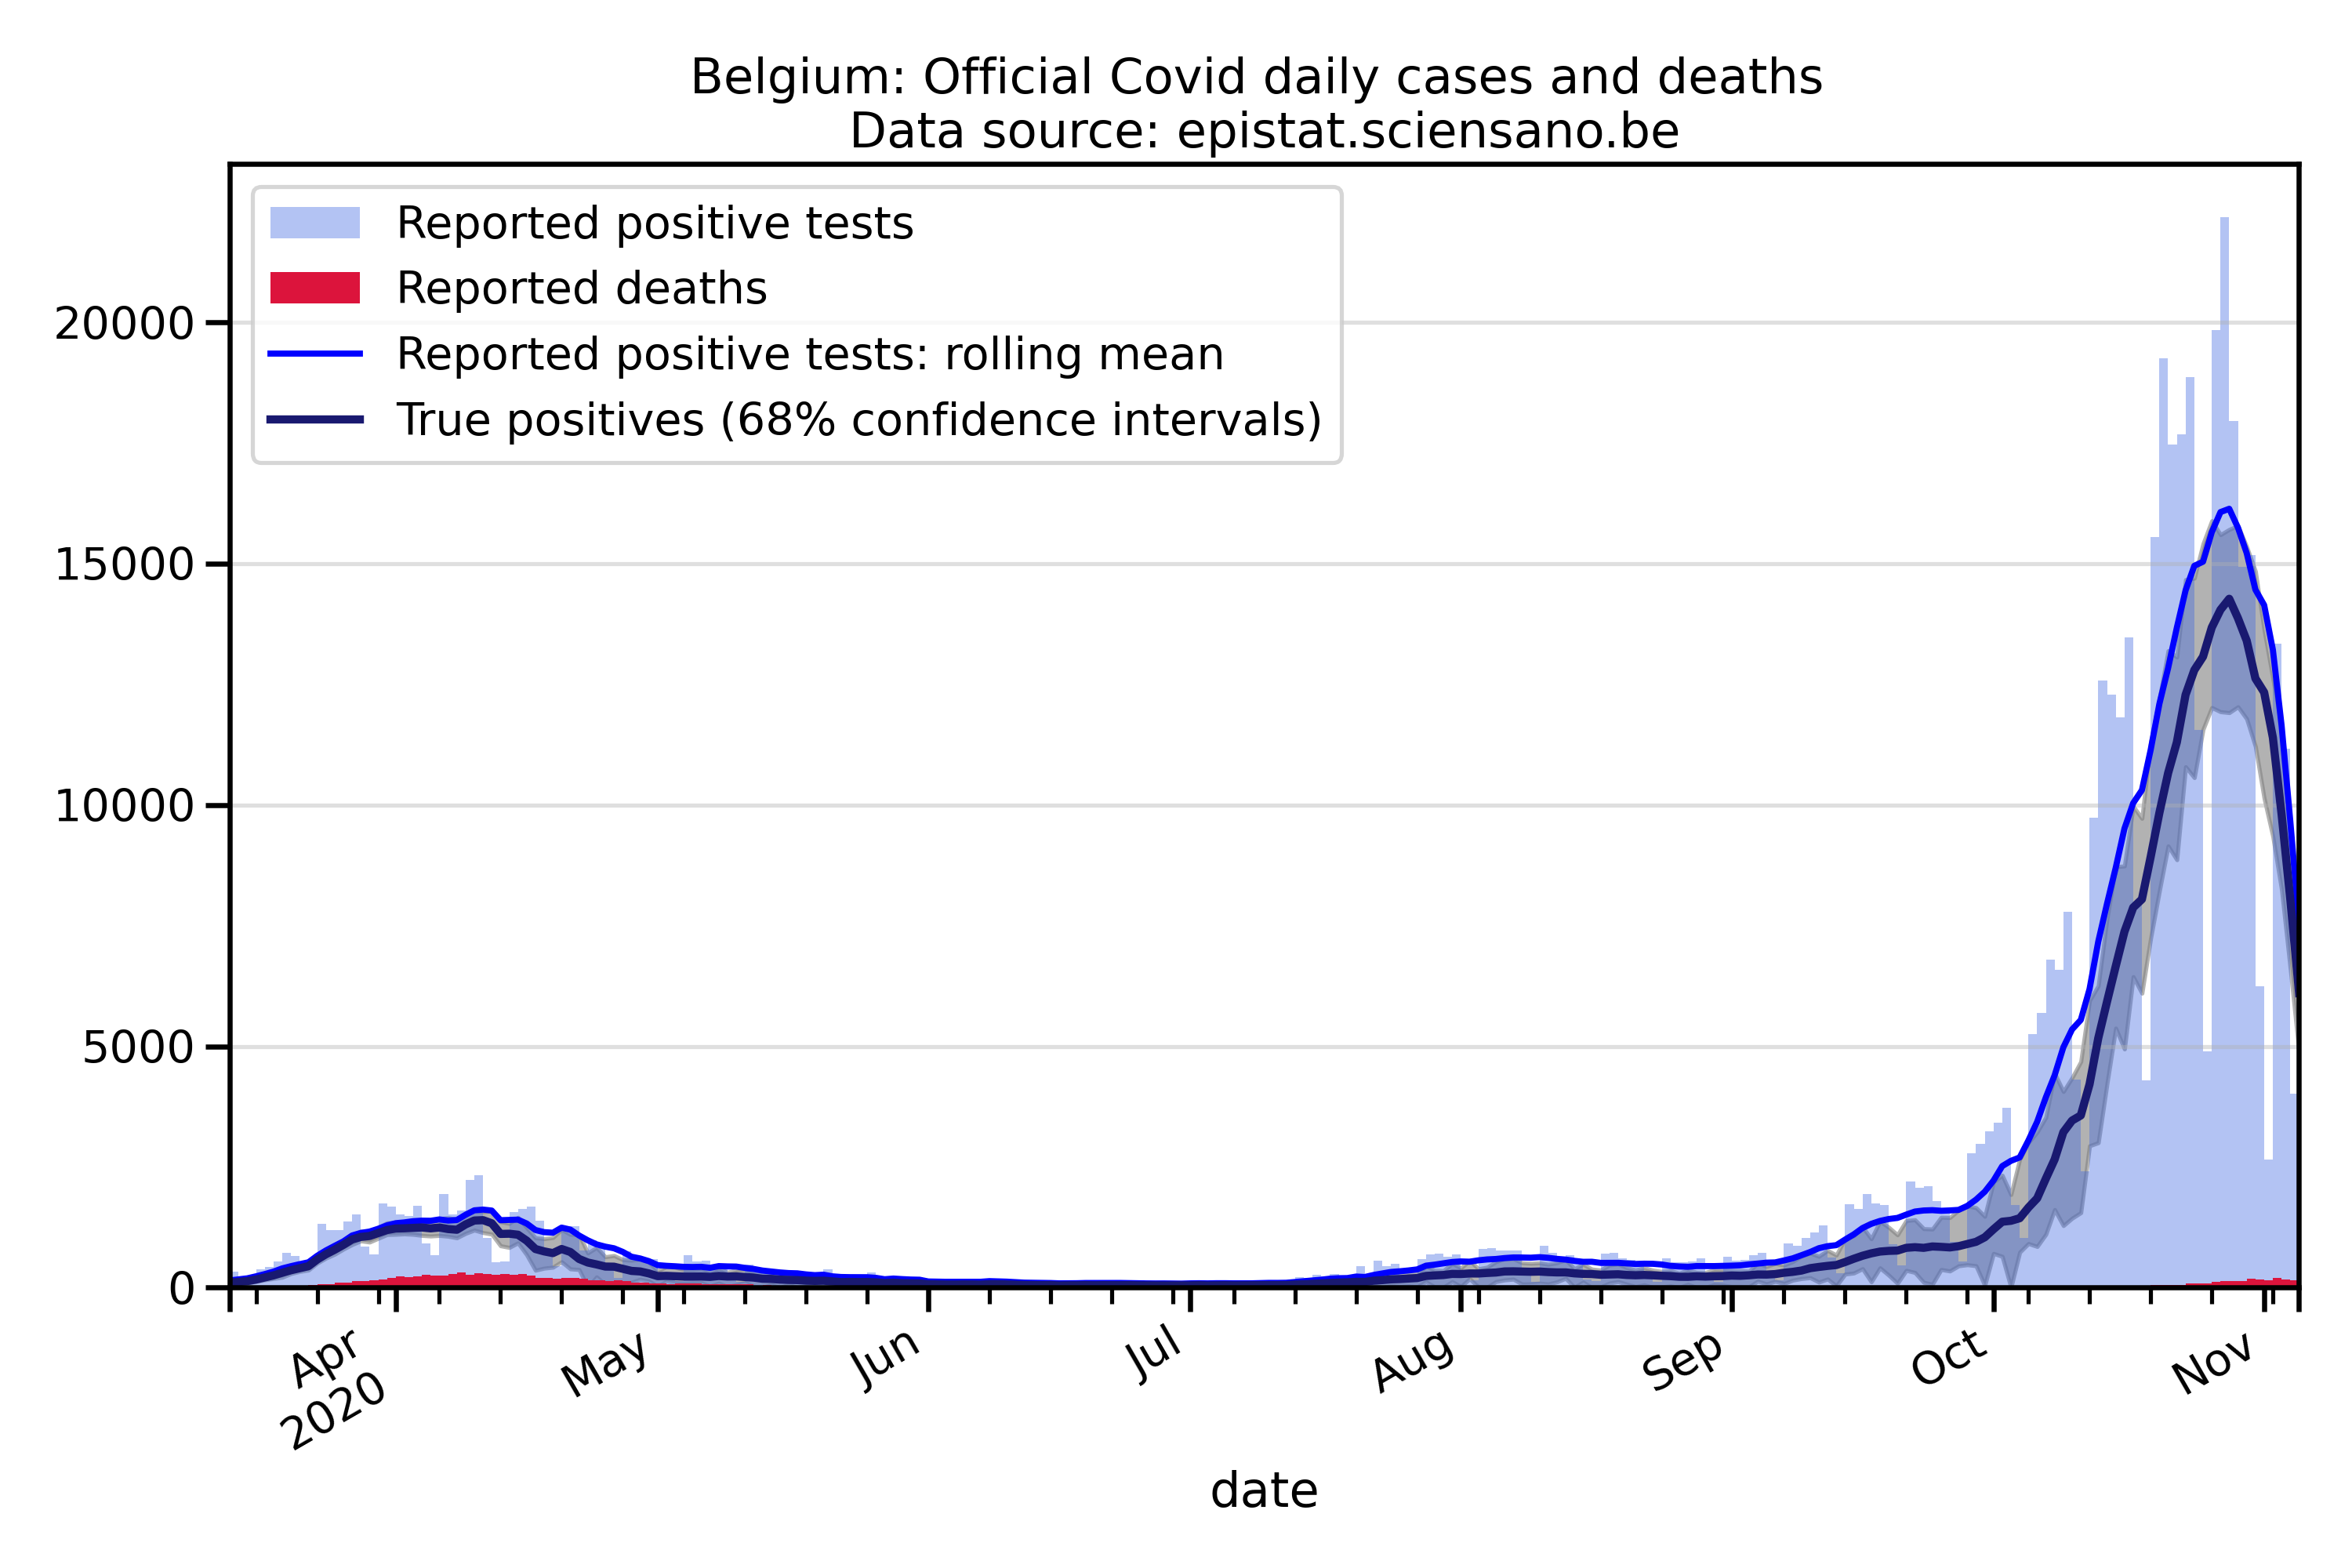 Belgium: Official Covid daily cases and deaths
Data source: epistat.sciensano.be
Reported positive tests
Reported deaths
Reported positive tests: rolling mean
True positives (68% confidence intervals)
20000
15000
10000
5000
0
Apr
2020
May
Jun
Jul
Aug
Sep
Oct
Nov
date